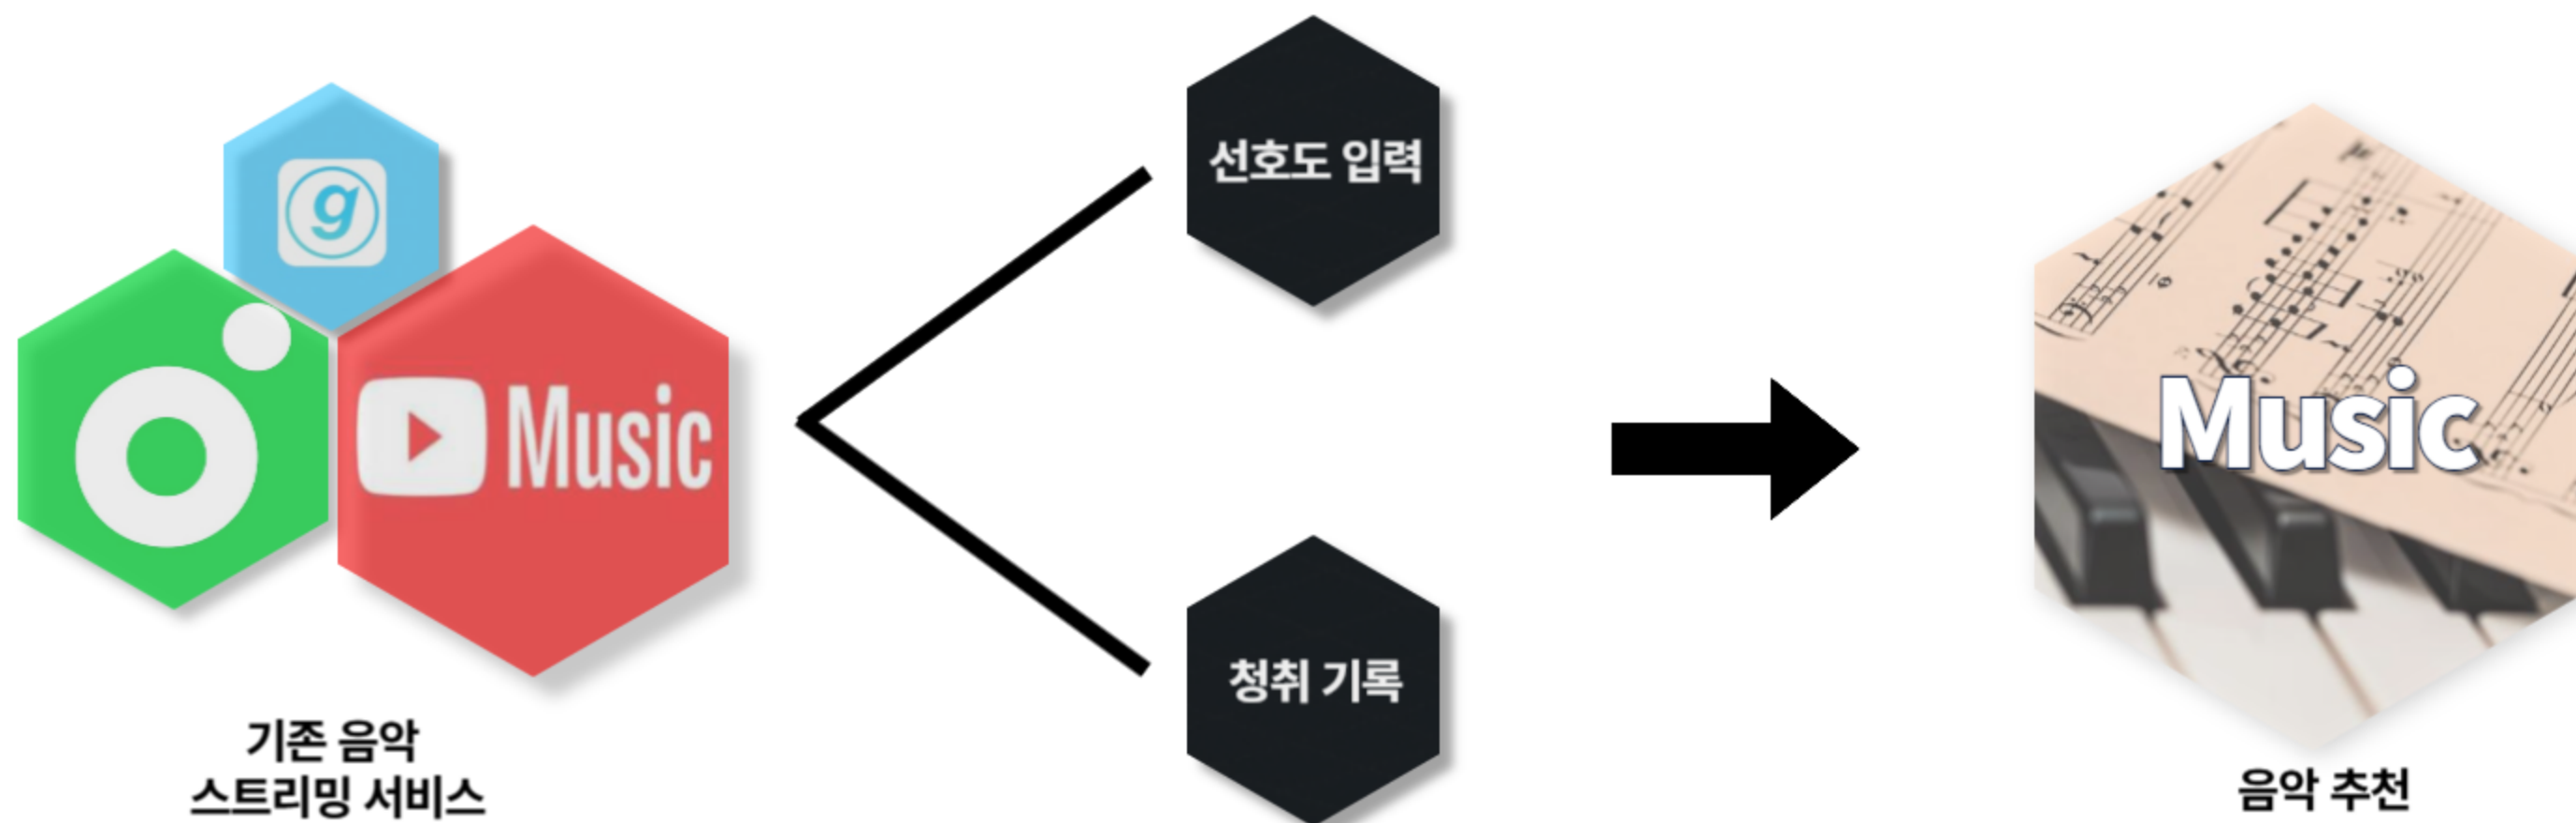 g
Music
기존 음악
스트리밍 서비스
선호도 입력
청취 기록
Music
음악 추천